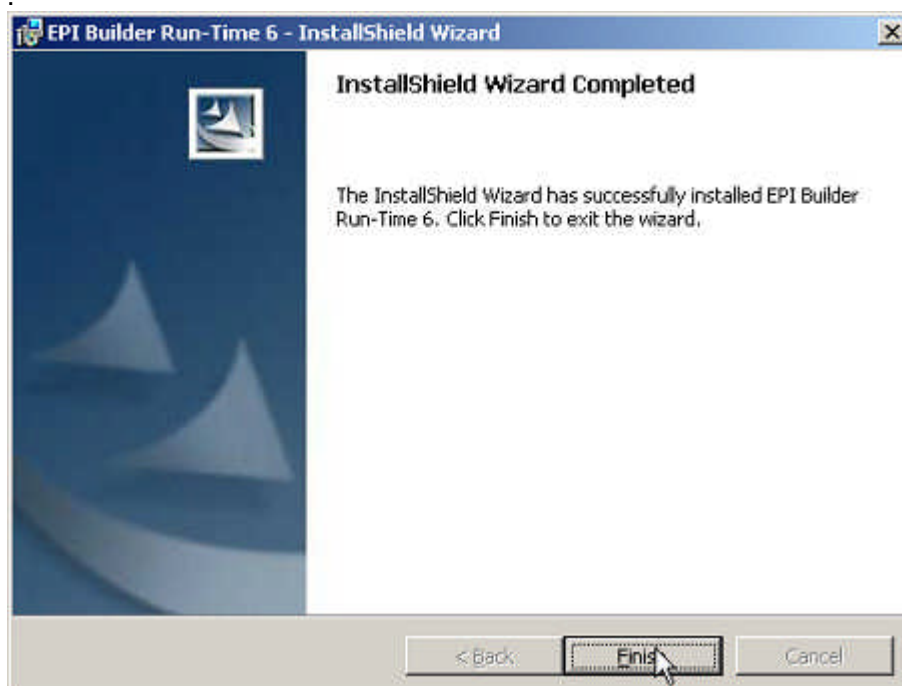 EPI Builder Run-Time 6 - InstallShield Wizard
InstallShield Wizard Completed
The InstallShield Wizard has successfully installed EPI Builder
Run-Time 6. Click Finish to exit the wizard.
< Back
Finish
Cancel